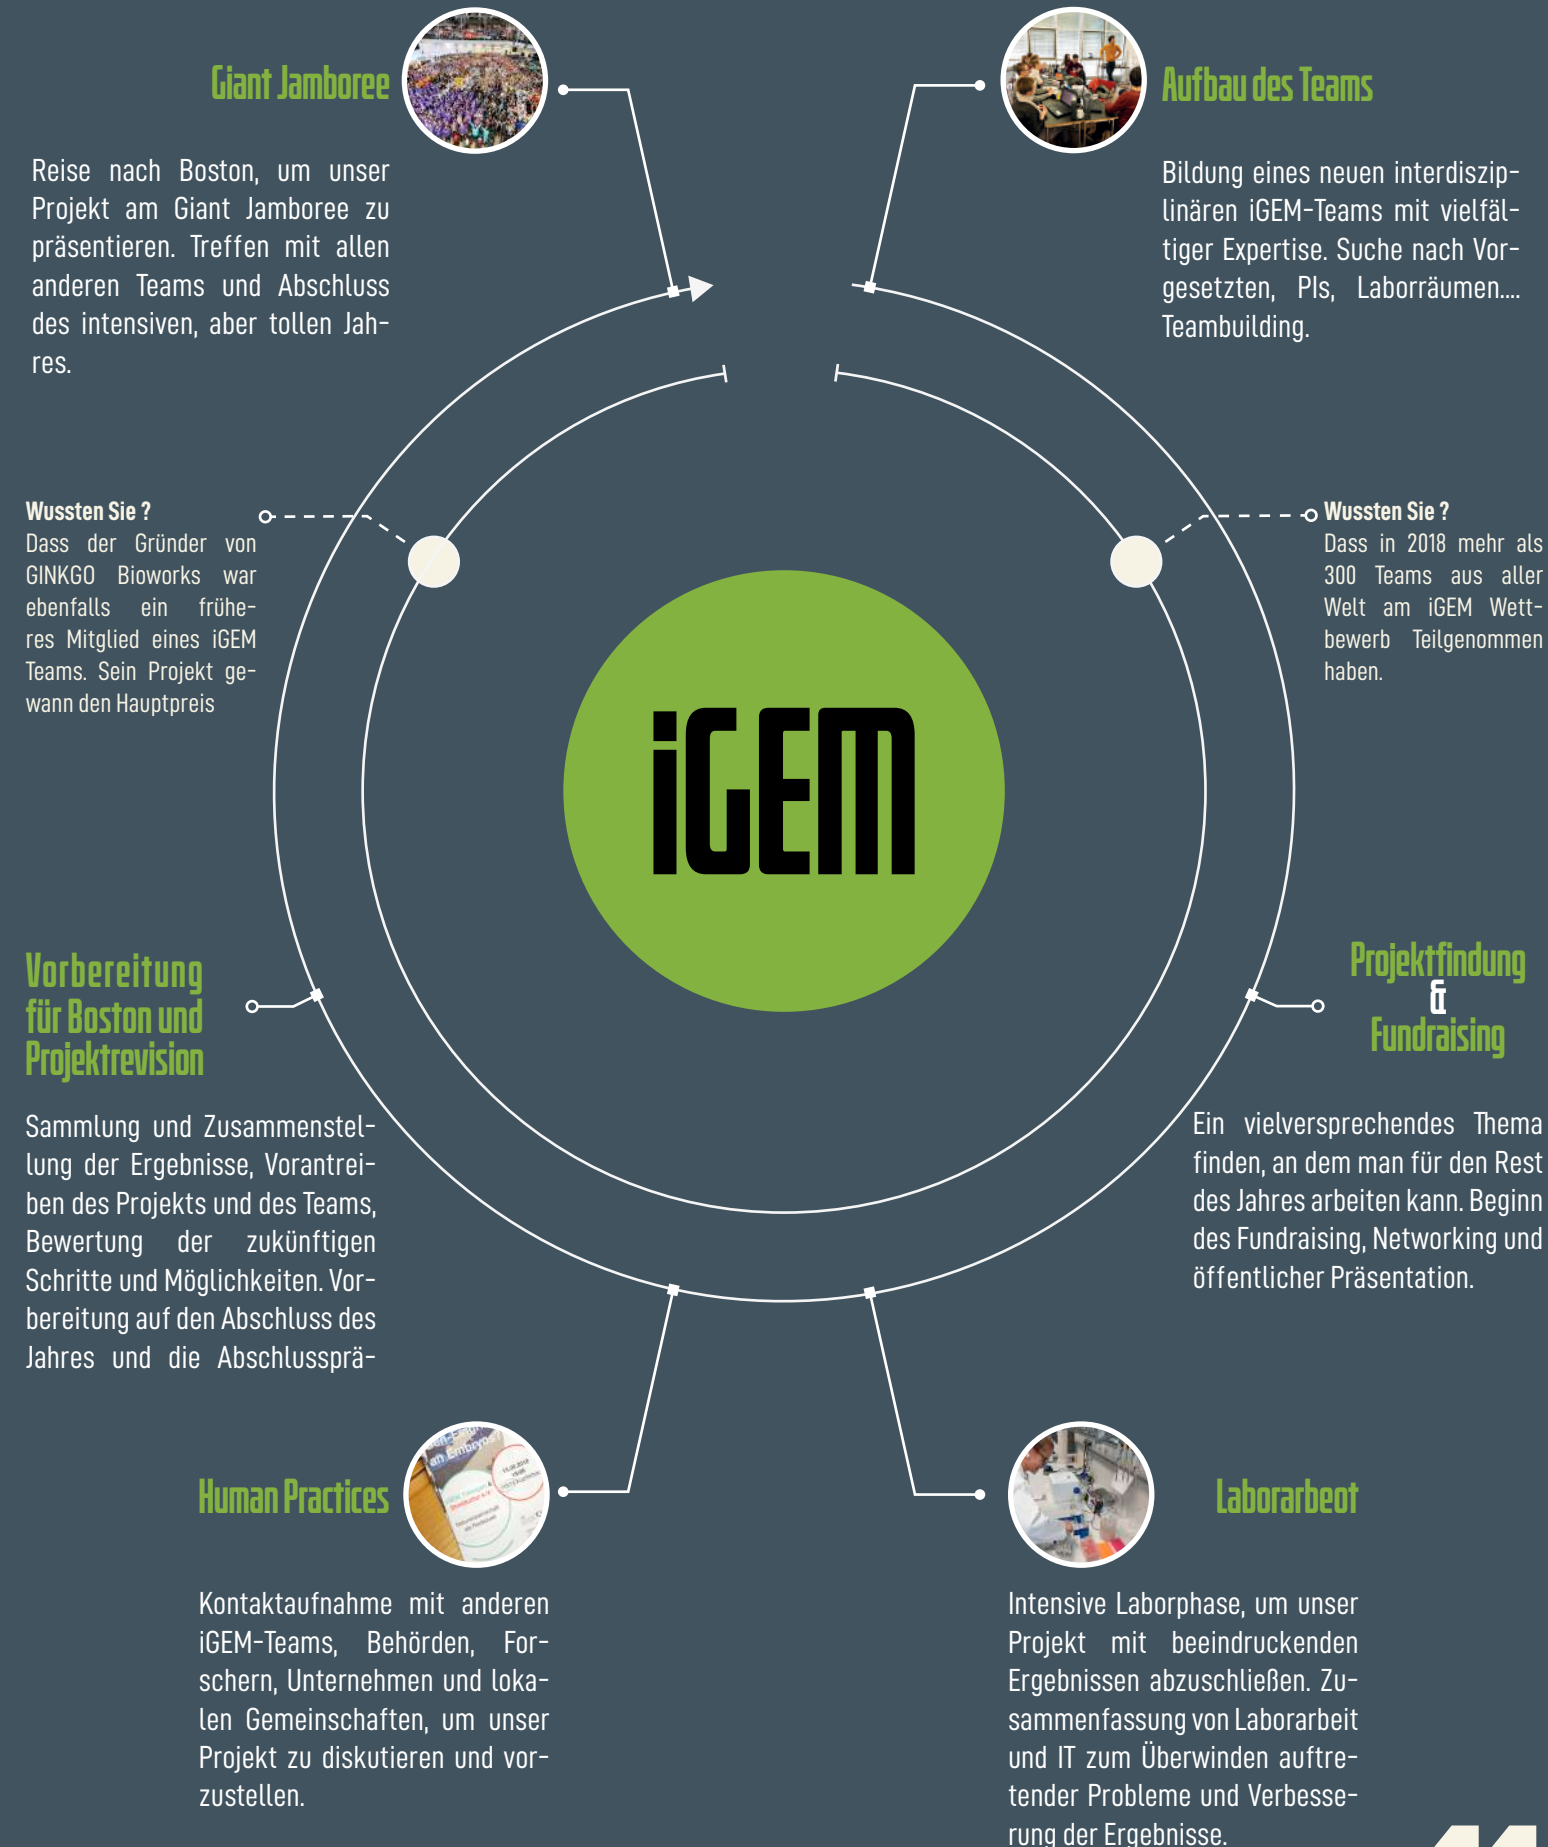 Giant Jamboree
Reise nach Boston, um unser
Projekt am Giant Jamboree zu
präsentieren. Treffen mit allen
anderen Teams und Abschluss
des intensiven, aber tollen Jah-
res.
Aufbau des Teams
Bildung eines neuen interdiszip-
linären iGEM-Teams mit vielfäl-
tiger Expertise. Suche nach Vor-
gesetzten, PIs, Laborräumen....
Teambuilding.
Wussten Sie ?
Dass der Gründer von
GINKGO Bioworks war
ebenfalls ein frühe-
res Mitglied eines iGEM
Teams. Sein Projekt ge-
wann den Hauptpreis
Wussten Sie ?
Dass in 2018 mehr als
300 Teams aus aller
Welt am iGEM Wett-
bewerb Teilgenommen
haben.
iGEM
Vorbereitung
für Boston und
Projektrevision
Sammlung und Zusammenstel-
lung der Ergebnisse, Vorantrei-
ben des Projekts und des Teams,
Bewertung der zukünftigen
Schritte und Möglichkeiten. Vor-
bereitung auf den Abschluss des
Jahres und die Abschlussprä-
Projektfindung
&
Fundraising
Ein vielversprechendes Thema
finden, an dem man für den Rest
des Jahres arbeiten kann. Beginn
des Fundraising, Networking und
öffentlicher Präsentation.
Human Practices
an Embryos?
Kontaktaufnahme mit anderen
iGEM-Teams, Behörden, For-
schern, Unternehmen und loka-
len Gemeinschaften, um unser
Projekt zu diskutieren und vor-
zustellen.
Laborarbeot
Intensive Laborphase, um unser
Projekt mit beeindruckenden
Ergebnissen abzuschließen. Zu-
sammenfassung von Laborarbeit
und IT zum Überwinden auftre-
tender Probleme und Verbesse-
rung der Ergebnisse.